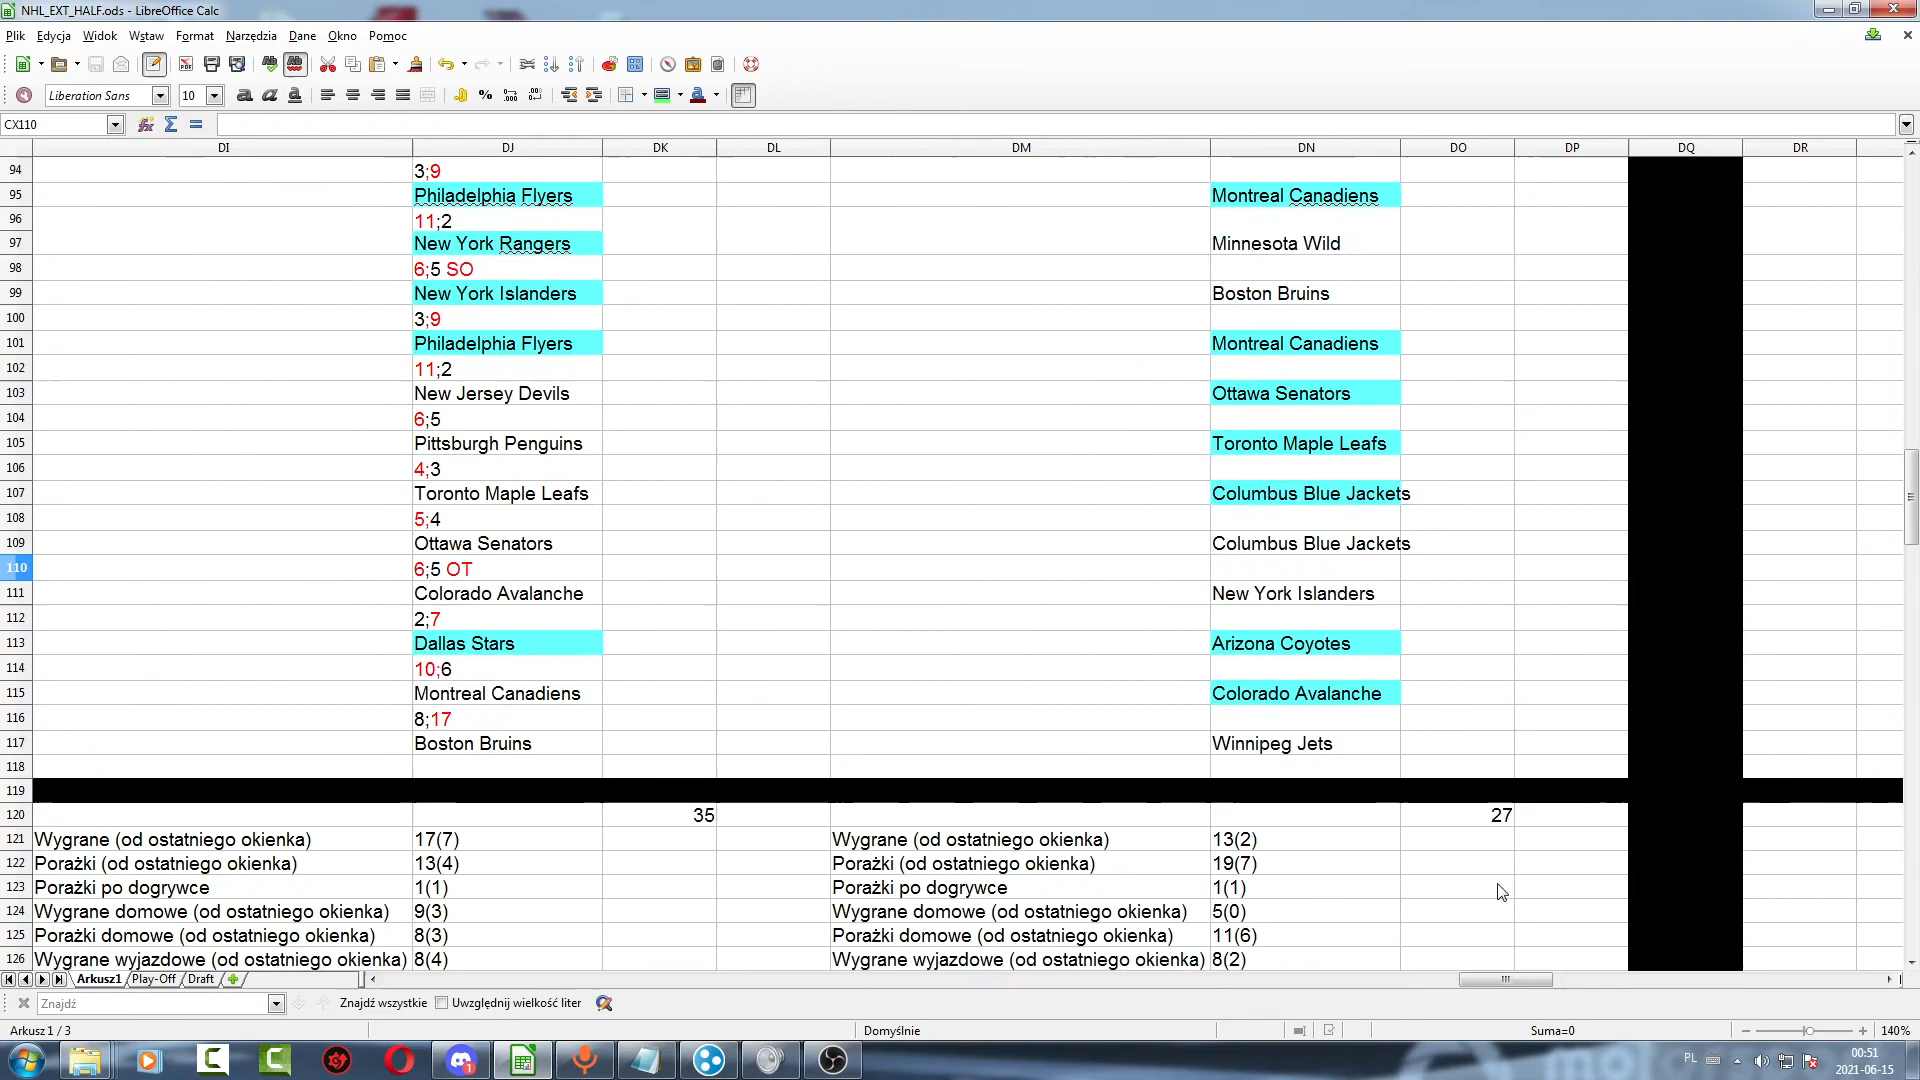 NHL_EXT_HALF.ods - LibreOffice Calc
Plik Edycja Widok Wstaw Format Narzędzia Dane Okno Pomoc
Liberation Sans 10
CX110
DI DJ DK DL DM DN DO DP DQ DR
94 3;9
95 Philadelphia Flyers Montreal Canadiens
96 11;2
97 New York Rangers Minnesota Wild
98 6;5 SO
99 New York Islanders Boston Bruins
100 3;9
101 Philadelphia Flyers Montreal Canadiens
102 11;2
103 New Jersey Devils Ottawa Senators
104 6;5
105 Pittsburgh Penguins Toronto Maple Leafs
106 4;3
107 Toronto Maple Leafs Columbus Blue Jackets
108 5;4
109 Ottawa Senators Columbus Blue Jackets
110 6;5 OT
111 Colorado Avalanche New York Islanders
112 2;7
113 Dallas Stars Arizona Coyotes
114 10;6
115 Montreal Canadiens Colorado Avalanche
116 8;17
117 Boston Bruins Winnipeg Jets
118
119
120 35 27
121 Wygrane (od ostatniego okienka) 17(7) Wygrane (od ostatniego okienka) 13(2)
122 Porażki (od ostatniego okienka) 13(4) Porażki (od ostatniego okienka) 19(7)
123 Porażki po dogrywce 1(1) Porażki po dogrywce 1(1)
124 Wygrane domowe (od ostatniego okienka) 9(3) Wygrane domowe (od ostatniego okienka) 5(0)
125 Porażki domowe (od ostatniego okienka) 8(3) Porażki domowe (od ostatniego okienka) 11(6)
126 Wygrane wyjazdowe (od ostatniego okienka) 8(4) Wygrane wyjazdowe (od ostatniego okienka) 8(2)
Arkusz1 Play-Off Draft
Znajdź Znajdź wszystkie Uwzględnij wielkość liter
Arkusz 1 / 3 Domyślnie Suma=0 140%
PL 00:51
2021-06-15